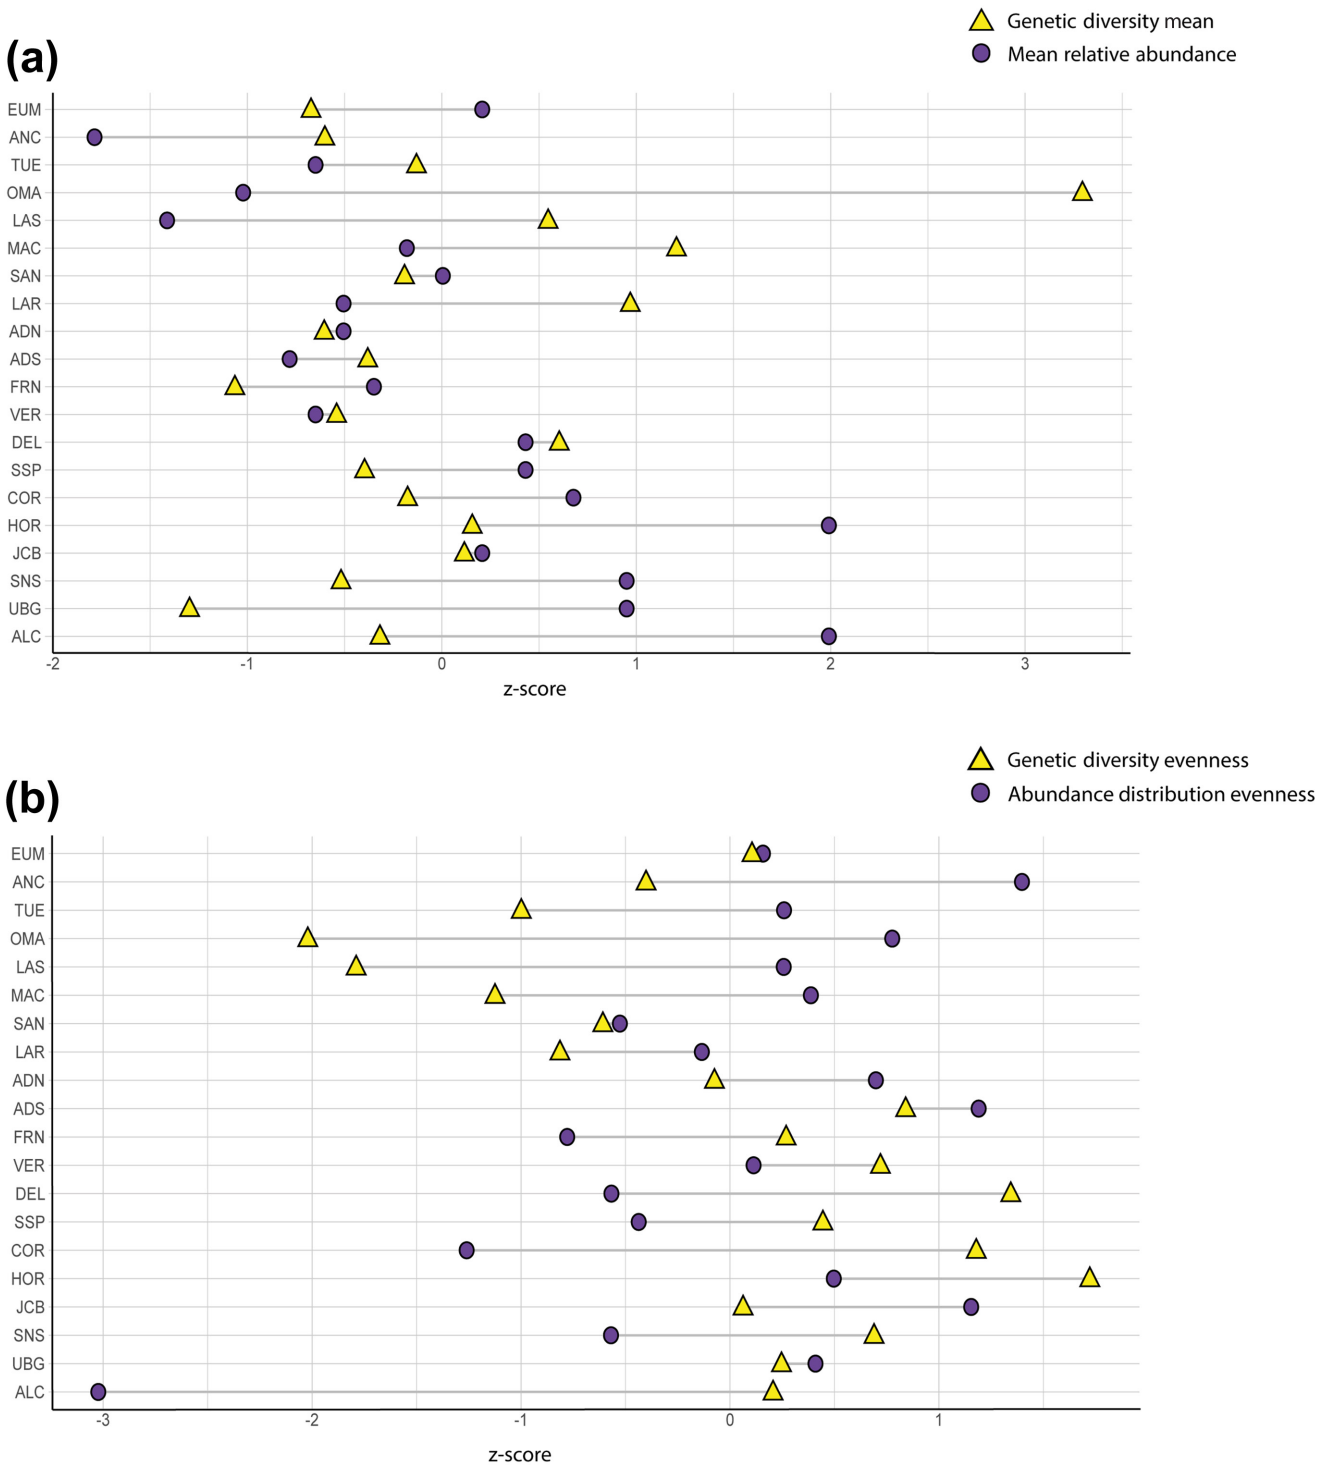 Genetic diversity mean
Mean relative abundance
(a)
EUM
ANC
TUE
OMA
LAS
MAC
SAN
LAR
ADN
ADS
FRN
VER
DEL
SSP
COR
HOR
JCB
SNS
UBG
ALC
-2 -1 0 1 2 3
z-score
Genetic diversity evenness
Abundance distribution evenness
(b)
EUM
ANC
TUE
OMA
LAS
MAC
SAN
LAR
ADN
ADS
FRN
VER
DEL
SSP
COR
HOR
JCB
SNS
UBG
ALC
-3 -2 -1 0 1
z-score